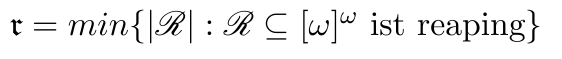 𝔯 = min{|ℛ| : ℛ ⊆ [ω]^ω ist reaping}